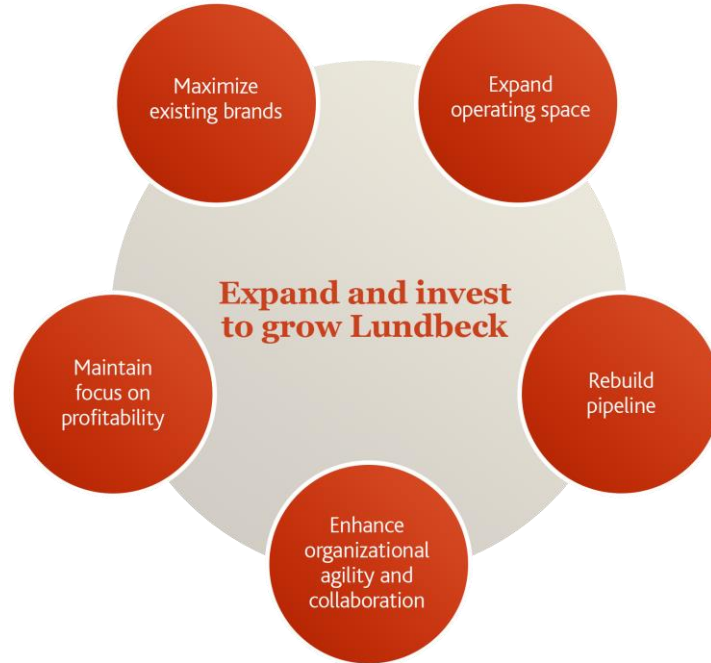 Maximize
existing brands
Expand
operating space
Expand and invest
to grow Lundbeck
Maintain
focus on
profitability
Rebuild
pipeline
Enhance
organizational
agility and
collaboration